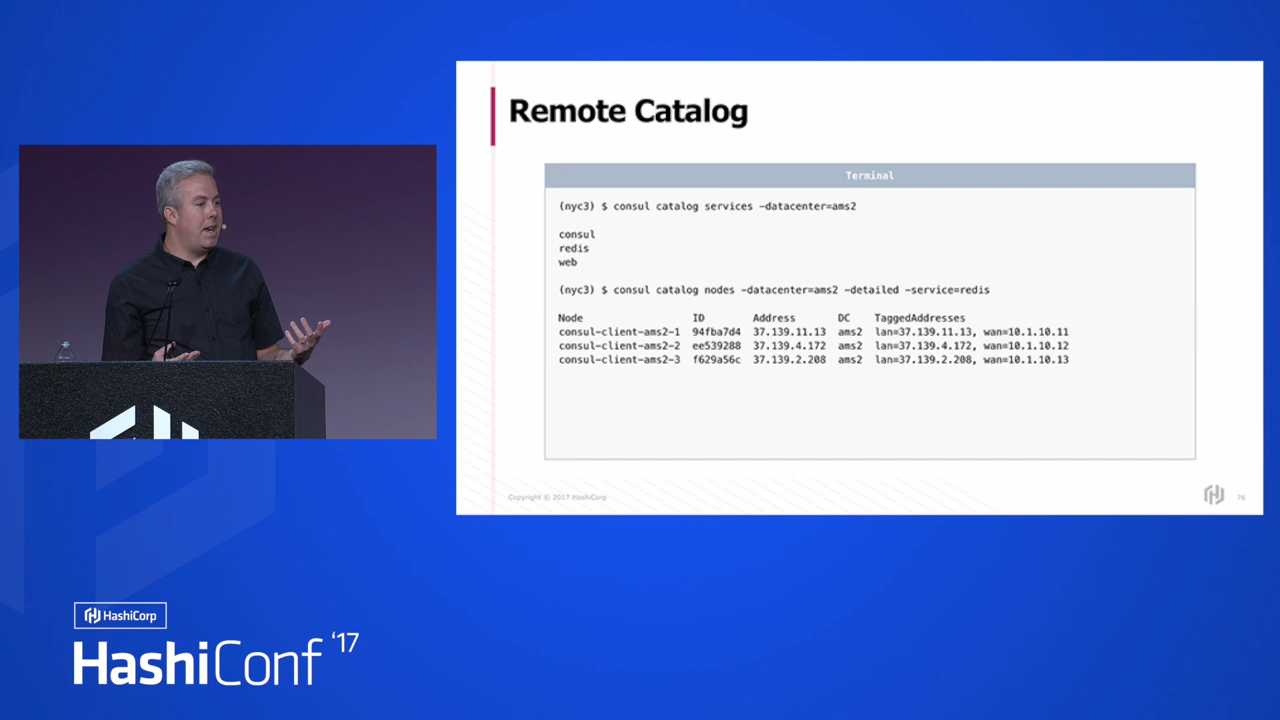 Remote Catalog
Terminal
(nyc3) $ consul catalog services -datacenter=ams2
consul
redis
web
(nyc3) $ consul catalog nodes -datacenter=ams2 -detailed -service=redis
Node ID Address DC TaggedAddresses
consul-client-ams2-1 94fba7d4 37.139.11.13 ams2 lan=37.139.11.13, wan=10.1.10.11
consul-client-ams2-2 ee539288 37.139.4.172 ams2 lan=37.139.4.172, wan=10.1.10.12
consul-client-ams2-3 f629a56c 37.139.2.208 ams2 lan=37.139.2.208, wan=10.1.10.13
Copyright © 2017 HashiCorp
76
HashiCorp
HashiConf '17